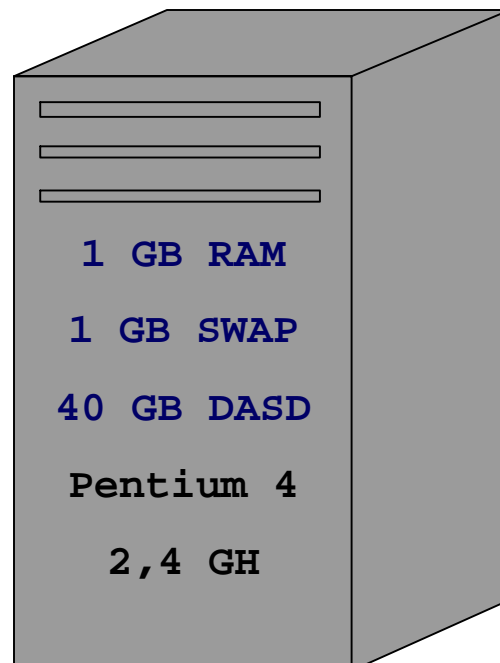 1 GB RAM
1 GB SWAP
40 GB DASD
Pentium 4
2,4 GH